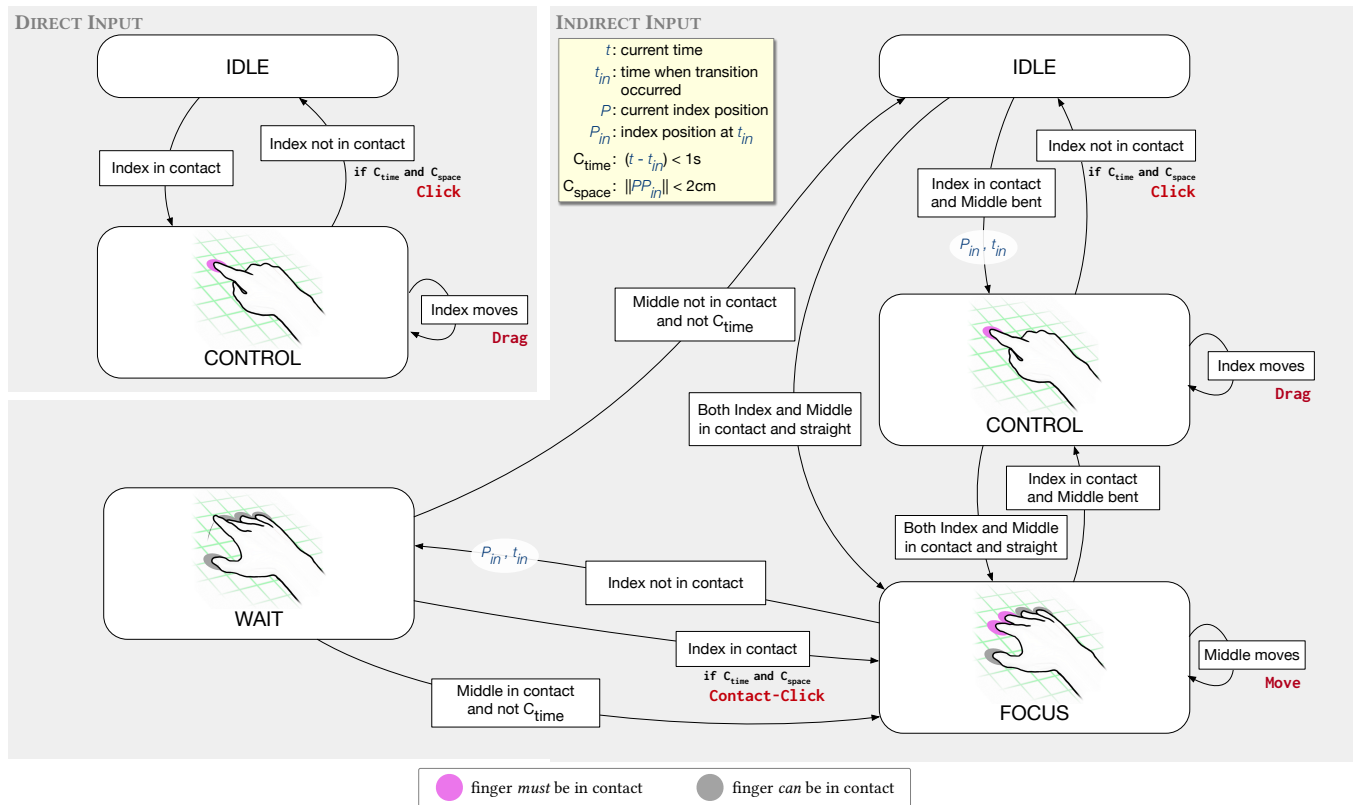 DIRECT INPUT
IDLE
Index in contact
Index not in contact
if C_time and C_space
Click
CONTROL
Index moves
Drag
INDIRECT INPUT
t: current time
t_in: time when transition
occurred
P: current index position
P_in: index position at t_in
C_time: (t - t_in) < 1s
C_space: ||PP_in|| < 2cm
IDLE
Index in contact
and Middle bent
P_in, t_in
Index not in contact
if C_time and C_space
Click
Middle not in contact
and not C_time
Both Index and Middle
in contact and straight
CONTROL
Index moves
Drag
Index in contact
and Middle bent
Both Index and Middle
in contact and straight
WAIT
P_in, t_in
Index not in contact
Index in contact
if C_time and C_space
Contact-Click
Middle in contact
and not C_time
FOCUS
Middle moves
Move
finger must be in contact
finger can be in contact